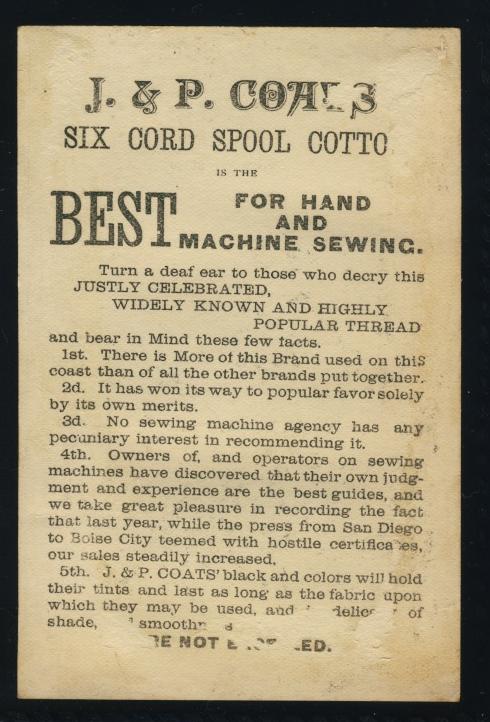 J. & P. COATS
SIX CORD SPOOL COTTO
IS THE
BEST FOR HAND
AND
MACHINE SEWING.
Turn a deaf ear to those who decry this
JUSTLY CELEBRATED,
WIDELY KNOWN AND HIGHLY
POPULAR THREAD
and bear in Mind these few facts.
1st. There is More of this Brand used on this
coast than of all the other brands put together.
2d. It has won its way to popular favor solely
by its own merits.
3d. No sewing machine agency has any
pecuniary interest in recommending it.
4th. Owners of, and operators on sewing
machines have discovered that their own judg-
ment and experience are the best guides, and
we take great pleasure in recording the fact
that last year, while the press from San Diego
to Boise City teemed with hostile certificates,
our sales steadily increased.
5th. J. & P. COATS' black and colors will hold
their tints and last as long as the fabric upon
which they may be used, and of
shade,
NOT